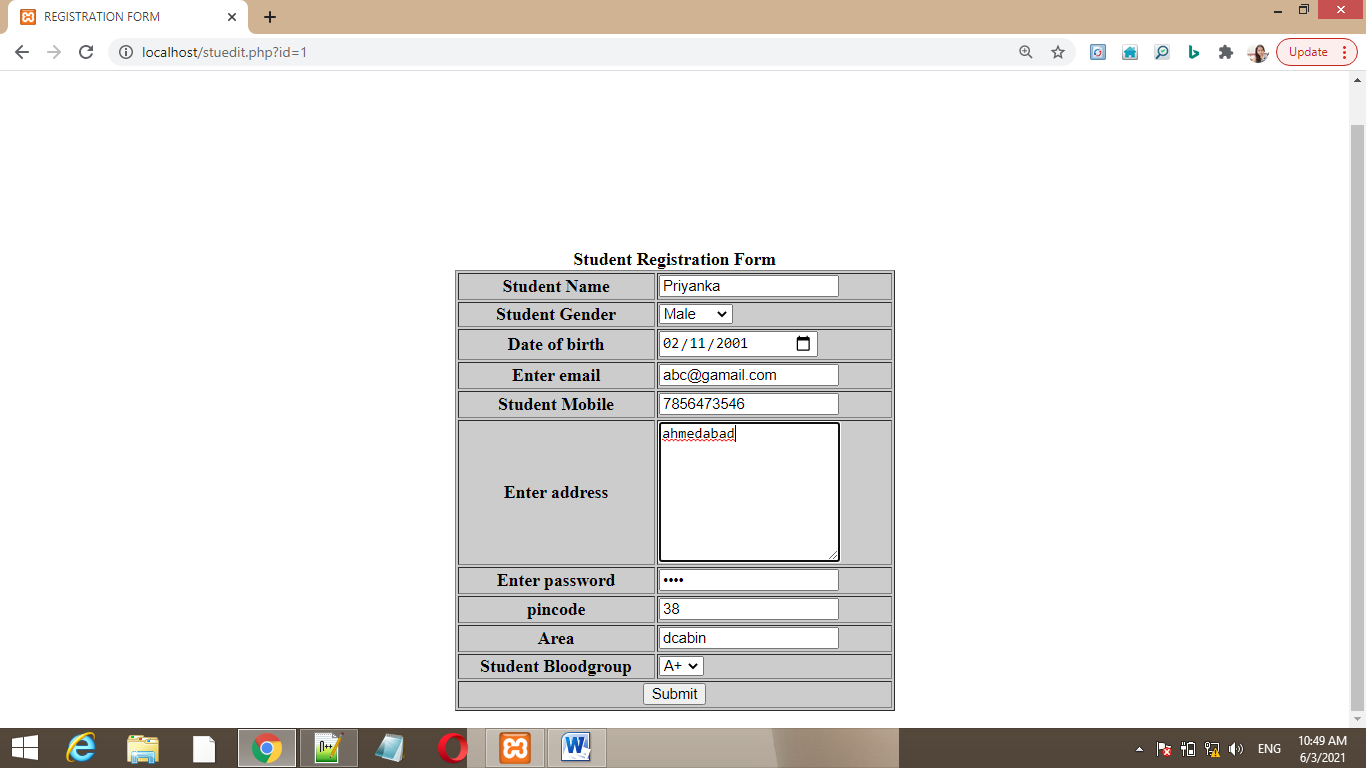 REGISTRATION FORM
localhost/stuedit.php?id=1
Update
Student Registration Form
Student Name Priyanka
Student Gender Male
Date of birth 02/11/2001
Enter email abc@gamail.com
Student Mobile 7856473546
Enter address ahmedabad
Enter password ••••
pincode 38
Area dcabin
Student Bloodgroup A+
Submit
ENG
10:49 AM
6/3/2021